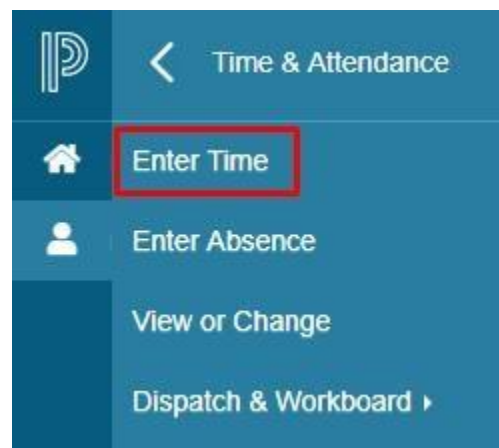 Time & Attendance
Enter Time
Enter Absence
View or Change
Dispatch & Workboard